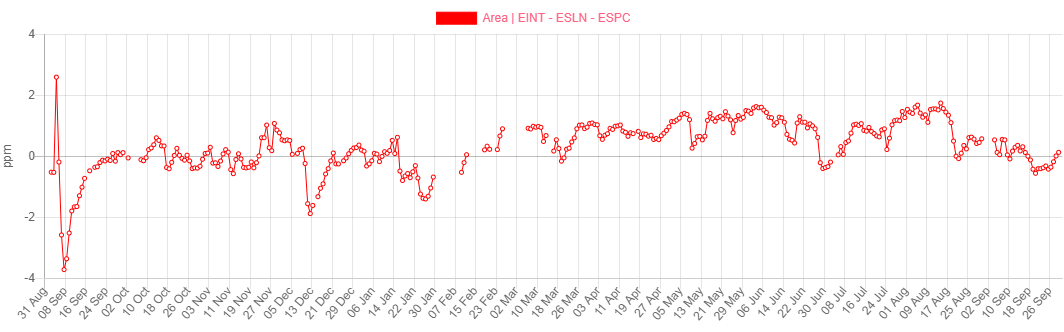 Area | EINT - ESLN - ESPC
4
2
0
-2
-4
ppm
31 Aug
08 Sep
16 Sep
24 Sep
02 Oct
10 Oct
18 Oct
26 Oct
03 Nov
11 Nov
19 Nov
27 Nov
05 Dec
13 Dec
21 Dec
29 Dec
06 Jan
14 Jan
22 Jan
30 Jan
07 Feb
15 Feb
23 Feb
02 Mar
10 Mar
18 Mar
26 Mar
03 Apr
11 Apr
19 Apr
27 Apr
05 May
13 May
21 May
29 May
06 Jun
14 Jun
22 Jun
30 Jun
08 Jul
16 Jul
24 Jul
01 Aug
09 Aug
17 Aug
25 Aug
02 Sep
10 Sep
18 Sep
26 Sep